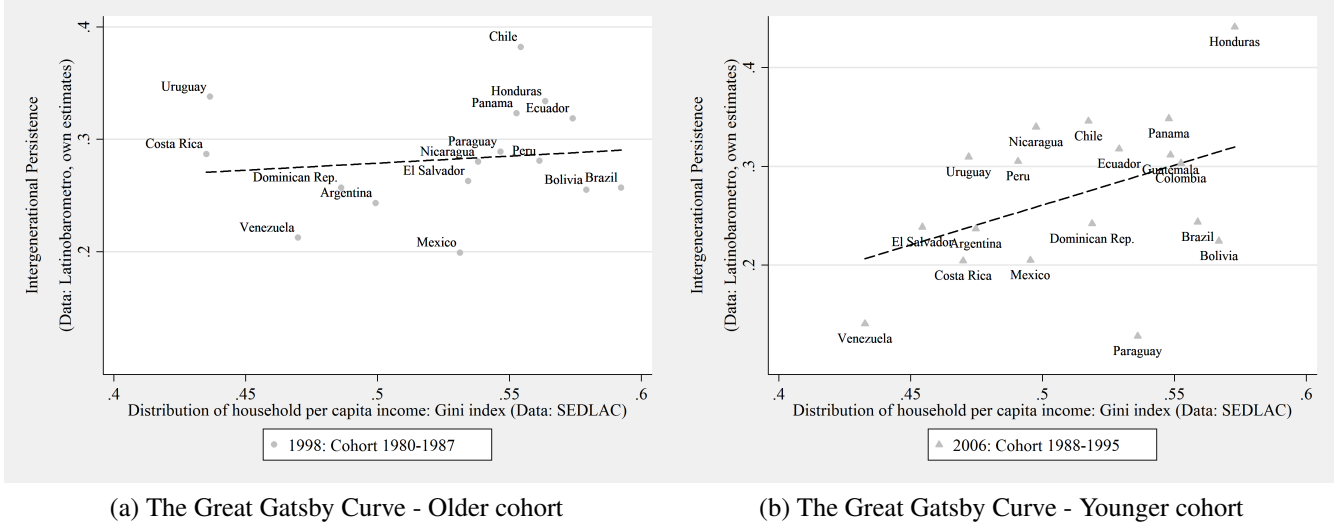 Intergenerational Persistence
(Data: Latinobarometro, own estimates)
.4
.3
.2
Chile
Uruguay
Honduras
Panama
Ecuador
Costa Rica
Paraguay
Nicaragua
Peru
El Salvador
Dominican Rep.
Bolivia
Brazil
Argentina
Venezuela
Mexico
.4 .45 .5 .55 .6
Distribution of household per capita income: Gini index (Data: SEDLAC)
1998: Cohort 1980-1987
(a) The Great Gatsby Curve - Older cohort
Intergenerational Persistence
(Data: Latinobarometro, own estimates)
.4
.3
.2
Honduras
Panama
Chile
Nicaragua
Ecuador
Guatemala
Uruguay
Peru
Colombia
El Salvador
Argentina
Dominican Rep.
Brazil
Bolivia
Costa Rica
Mexico
Venezuela
Paraguay
.4 .45 .5 .55 .6
Distribution of household per capita income: Gini index (Data: SEDLAC)
2006: Cohort 1988-1995
(b) The Great Gatsby Curve - Younger cohort